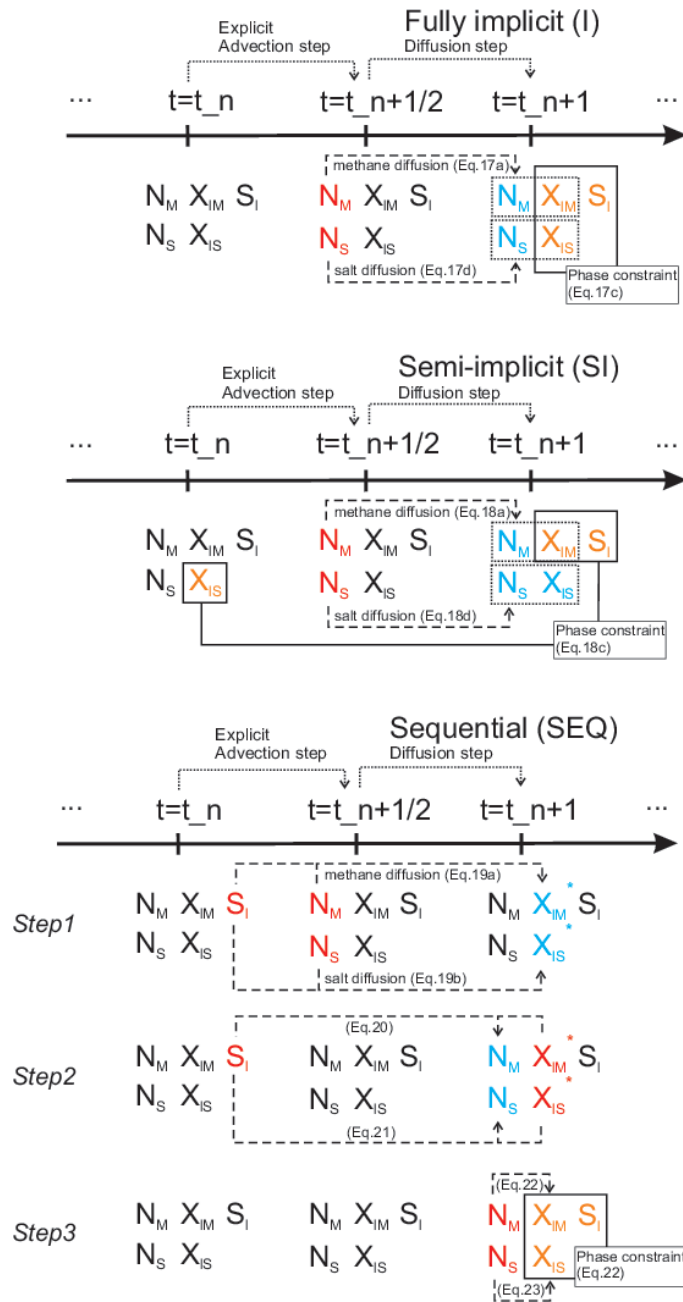 Fully implicit (I)
Explicit
Advection step
Diffusion step
... t=t_n t=t_n+1/2 t=t_n+1 ...
methane diffusion (Eq.17a)
N_M X_IM S_I N_M X_IM S_I N_M X_IM S_I
N_S X_IS N_S X_IS N_S X_IS
salt diffusion (Eq.17d)
Phase constraint
(Eq.17c)
Semi-implicit (SI)
Explicit
Advection step
Diffusion step
... t=t_n t=t_n+1/2 t=t_n+1 ...
methane diffusion (Eq.18a)
N_M X_IM S_I N_M X_IM S_I N_M X_IM S_I
N_S X_IS N_S X_IS N_S X_IS
salt diffusion (Eq.18d)
Phase constraint
(Eq.18c)
Sequential (SEQ)
Explicit
Advection step
Diffusion step
... t=t_n t=t_n+1/2 t=t_n+1 ...
methane diffusion (Eq.19a)
Step1
N_M X_IM S_I N_M X_IM S_I N_M X_IM* S_I
N_S X_IS N_S X_IS N_S X_IS*
salt diffusion (Eq.19b)
(Eq.20)
Step2
N_M X_IM S_I N_M X_IM S_I N_M X_IM* S_I
N_S X_IS N_S X_IS N_S X_IS*
(Eq.21)
(Eq.22)
Step3
N_M X_IM S_I N_M X_IM S_I N_M X_IM S_I
N_S X_IS N_S X_IS N_S X_IS
Phase constraint
(Eq.22)
(Eq.23)